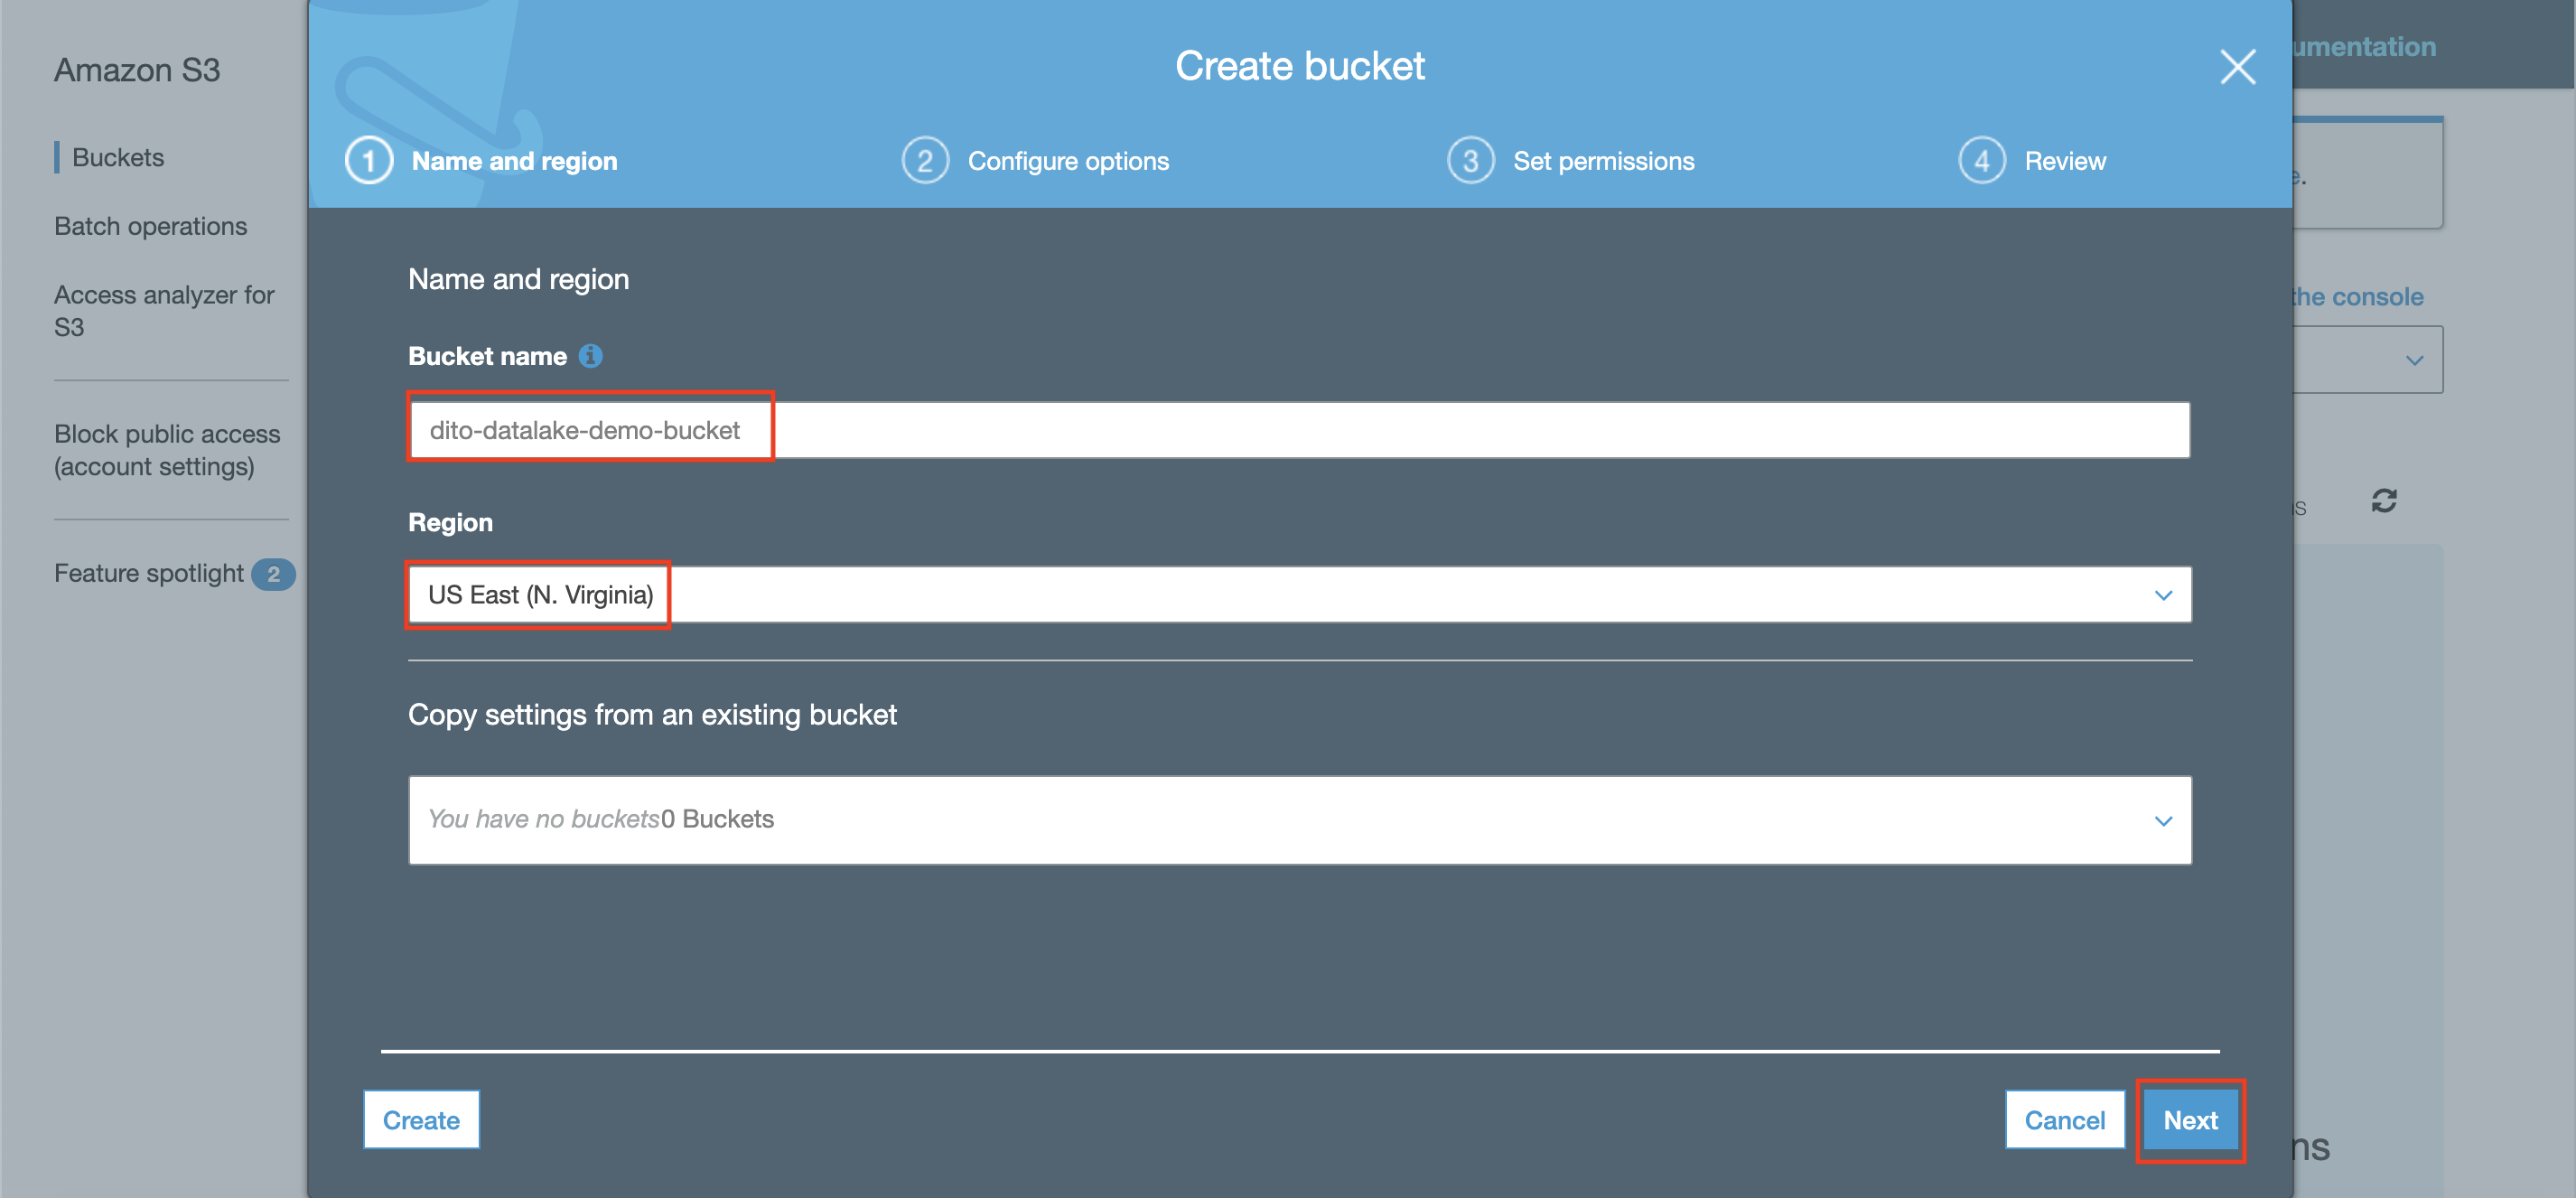 Amazon S3
Buckets
Batch operations
Access analyzer for
S3
Block public access
(account settings)
Feature spotlight 2
Create bucket
1 Name and region
2 Configure options
3 Set permissions
4 Review
Name and region
Bucket name
dito-datalake-demo-bucket
Region
US East (N. Virginia)
Copy settings from an existing bucket
You have no buckets0 Buckets
Create
Cancel
Next
umentation
e.
the console
ns